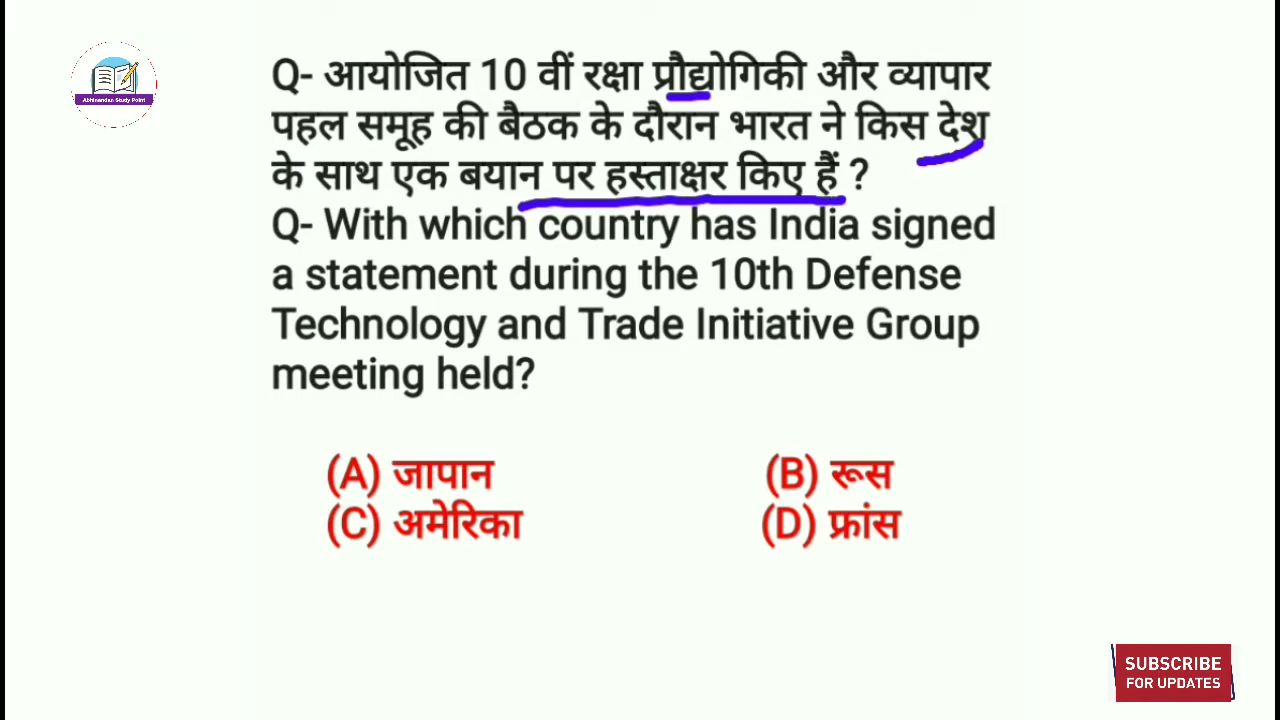 Abhinandan Study Point
Q- आयोजित 10 वीं रक्षा प्रौद्योगिकी और व्यापार
पहल समूह की बैठक के दौरान भारत ने किस देश
के साथ एक बयान पर हस्ताक्षर किए हैं ?
Q- With which country has India signed
a statement during the 10th Defense
Technology and Trade Initiative Group
meeting held?
(A) जापान (B) रूस
(C) अमेरिका (D) फ्रांस
SUBSCRIBE
FOR UPDATES